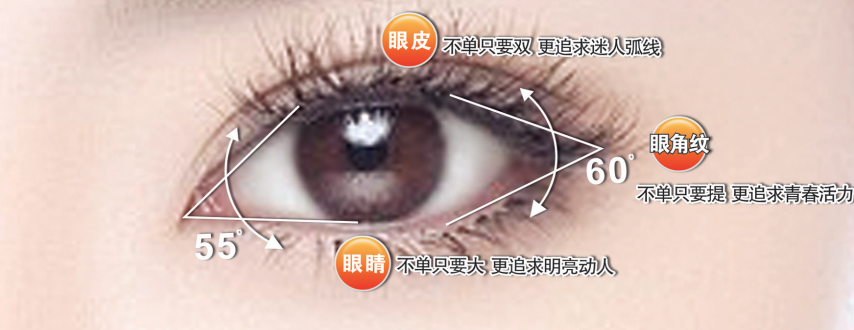 眼皮
不单只要双 更追求迷人弧线
眼角纹
60°
不单只要提 更追求青春活力
55°
眼睛
不单只要大 更追求明亮动人